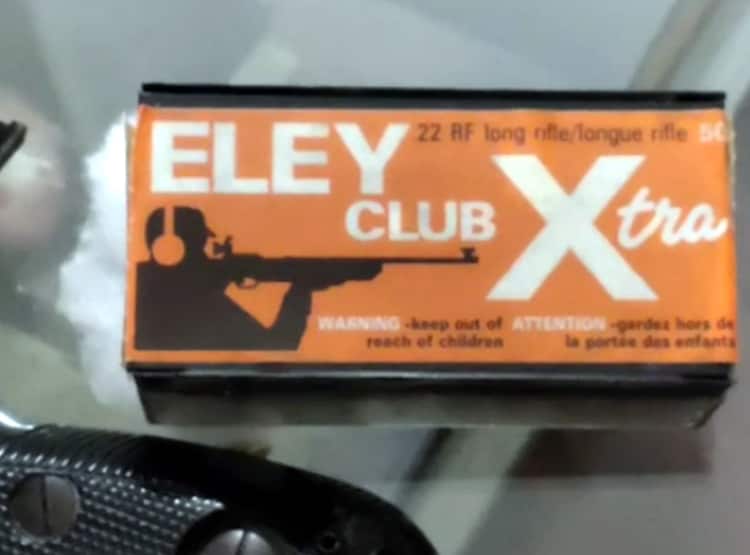 ELEY 22 RF long rifle/longue rifle 50
CLUB Xtra
WARNING -keep out of
reach of children
ATTENTION -gardez hors de
la portée des enfants